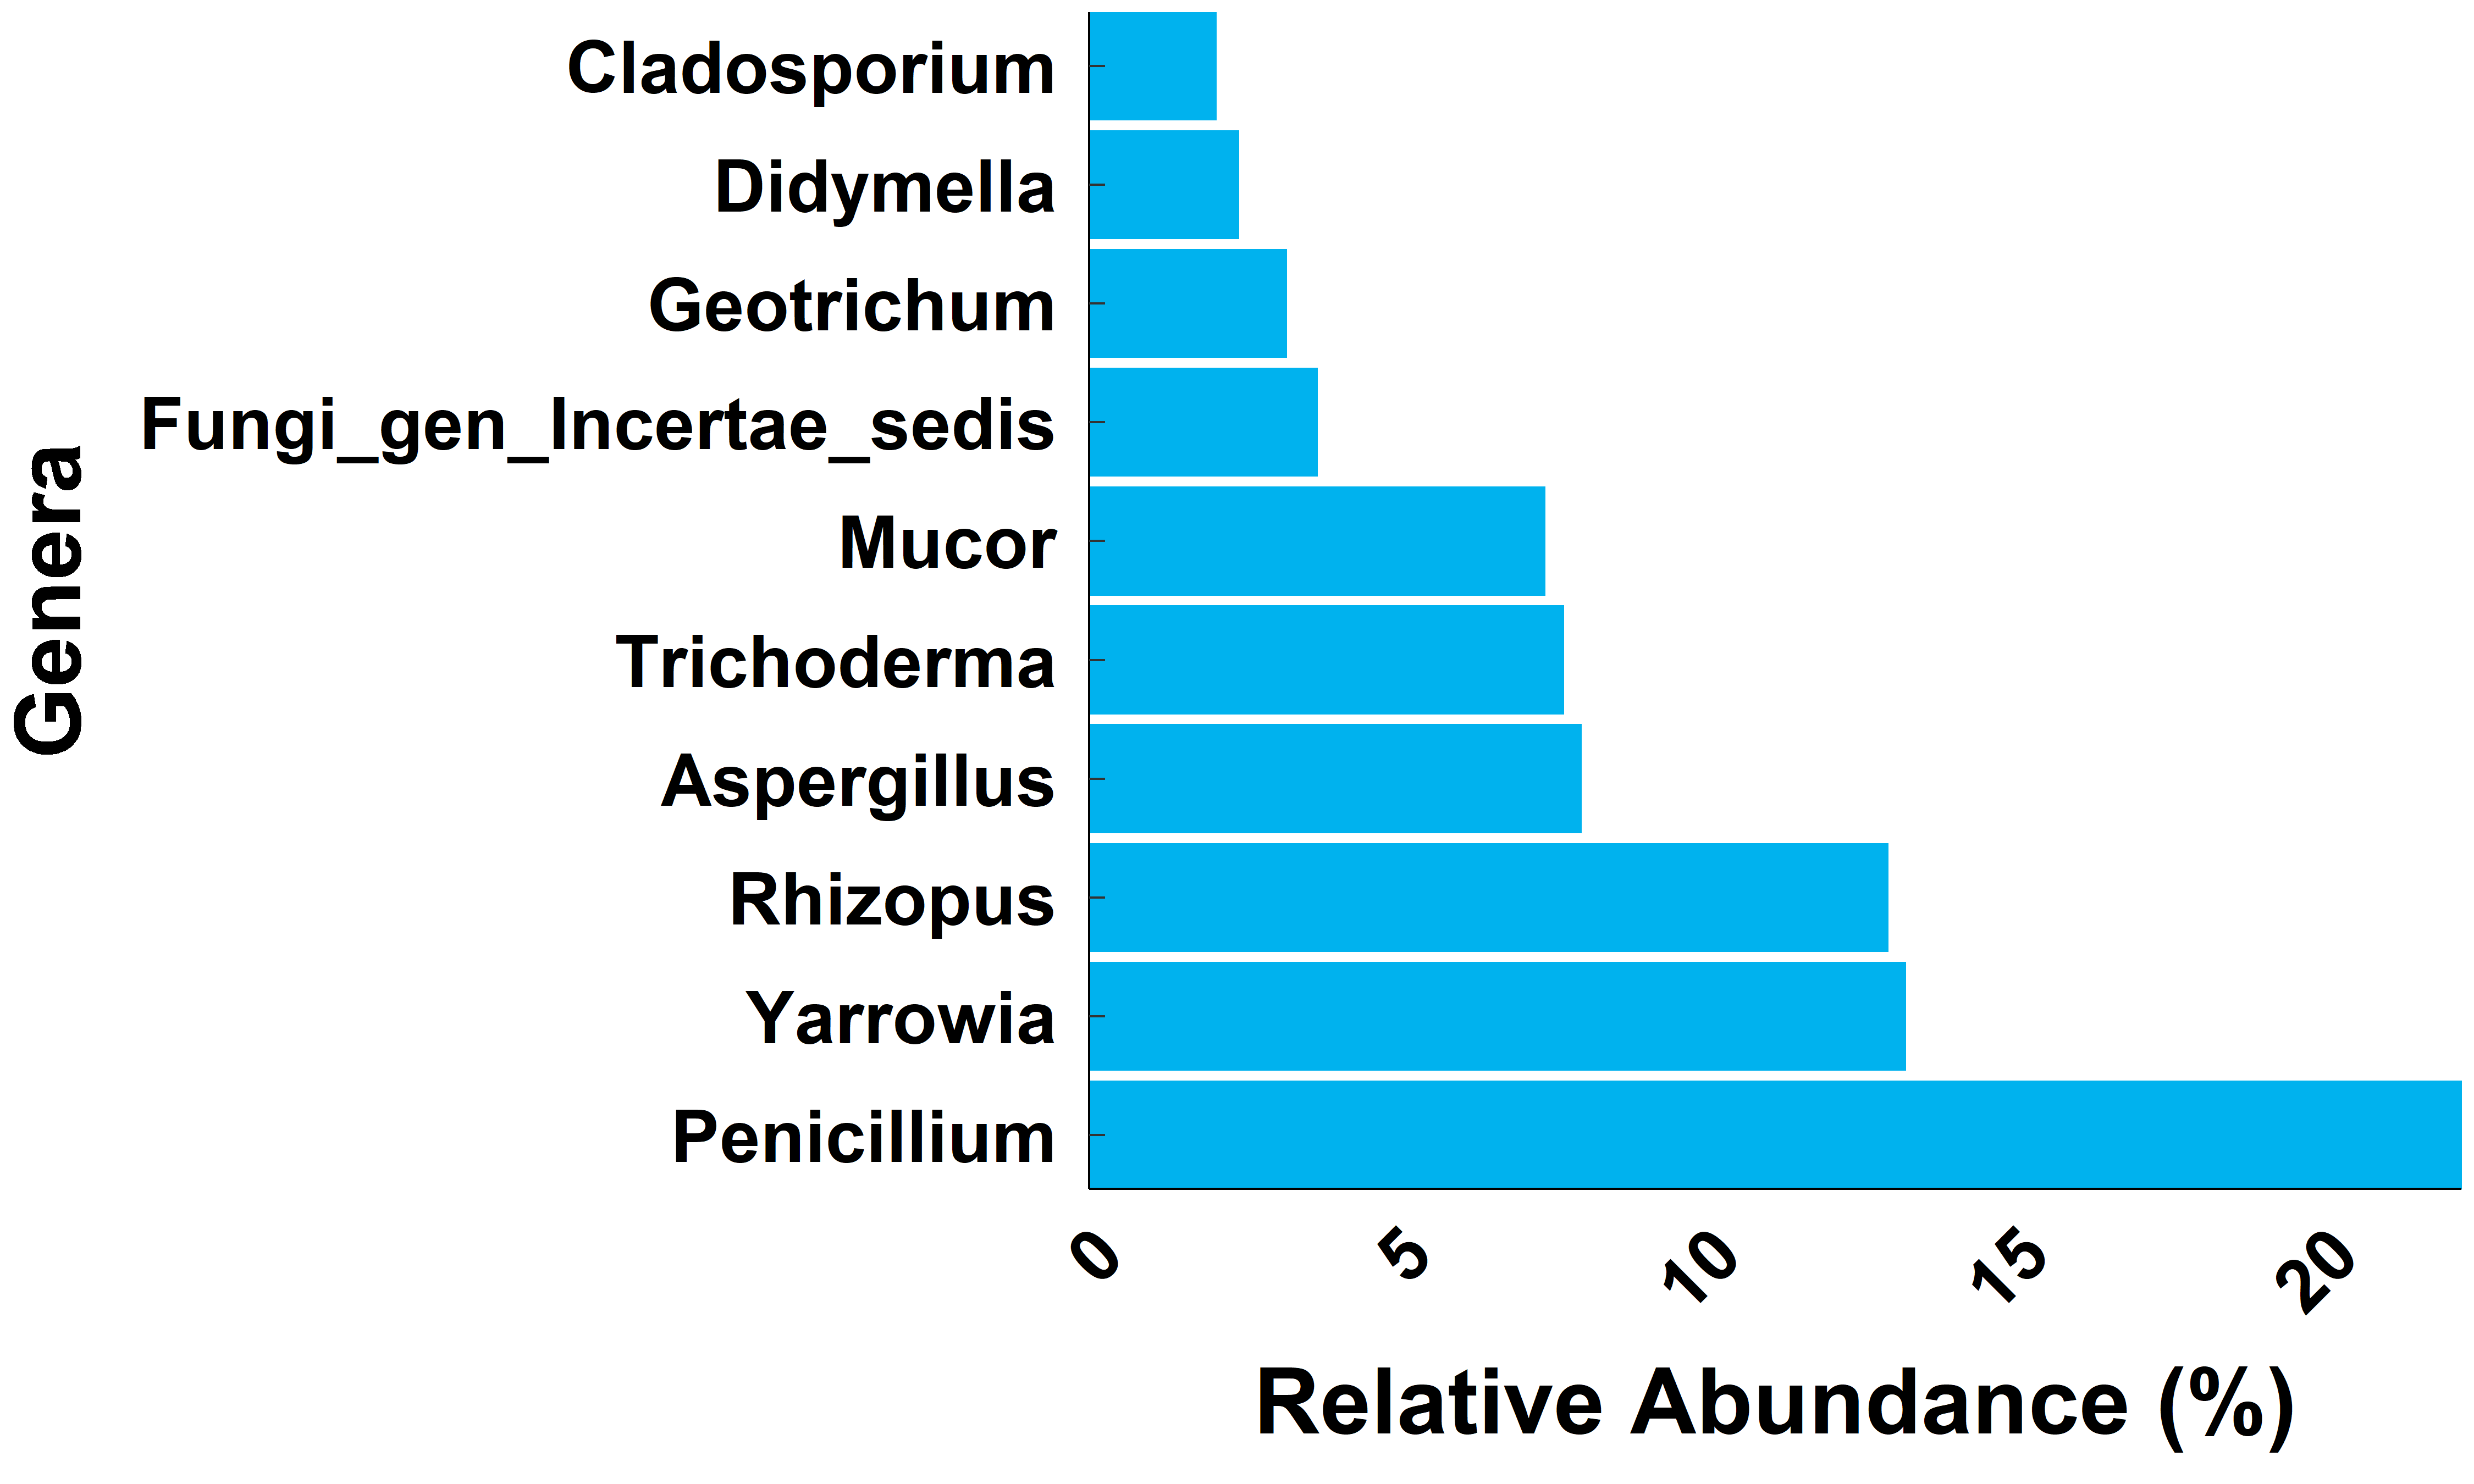 Genera
Cladosporium
Didymella
Geotrichum
Fungi_gen_Incertae_sedis
Mucor
Trichoderma
Aspergillus
Rhizopus
Yarrowia
Penicillium
0 5 10 15 20
Relative Abundance (%)